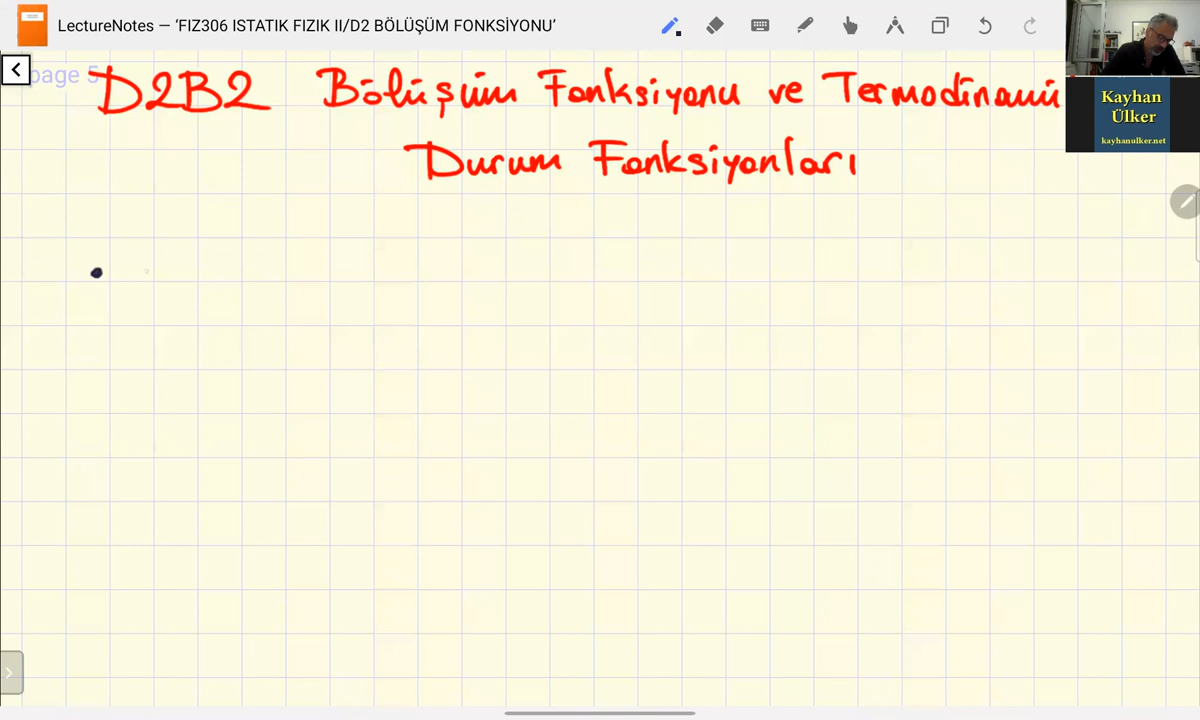 LectureNotes — ‘FIZ306 ISTATIK FIZIK II/D2 BÖLÜŞÜM FONKSİYONU’
page 5
D2B2 Bölüşüm Fonksiyonu ve Termodinami
Durum Fonksiyonları
Kayhan
Ülker
kayhanulker.net